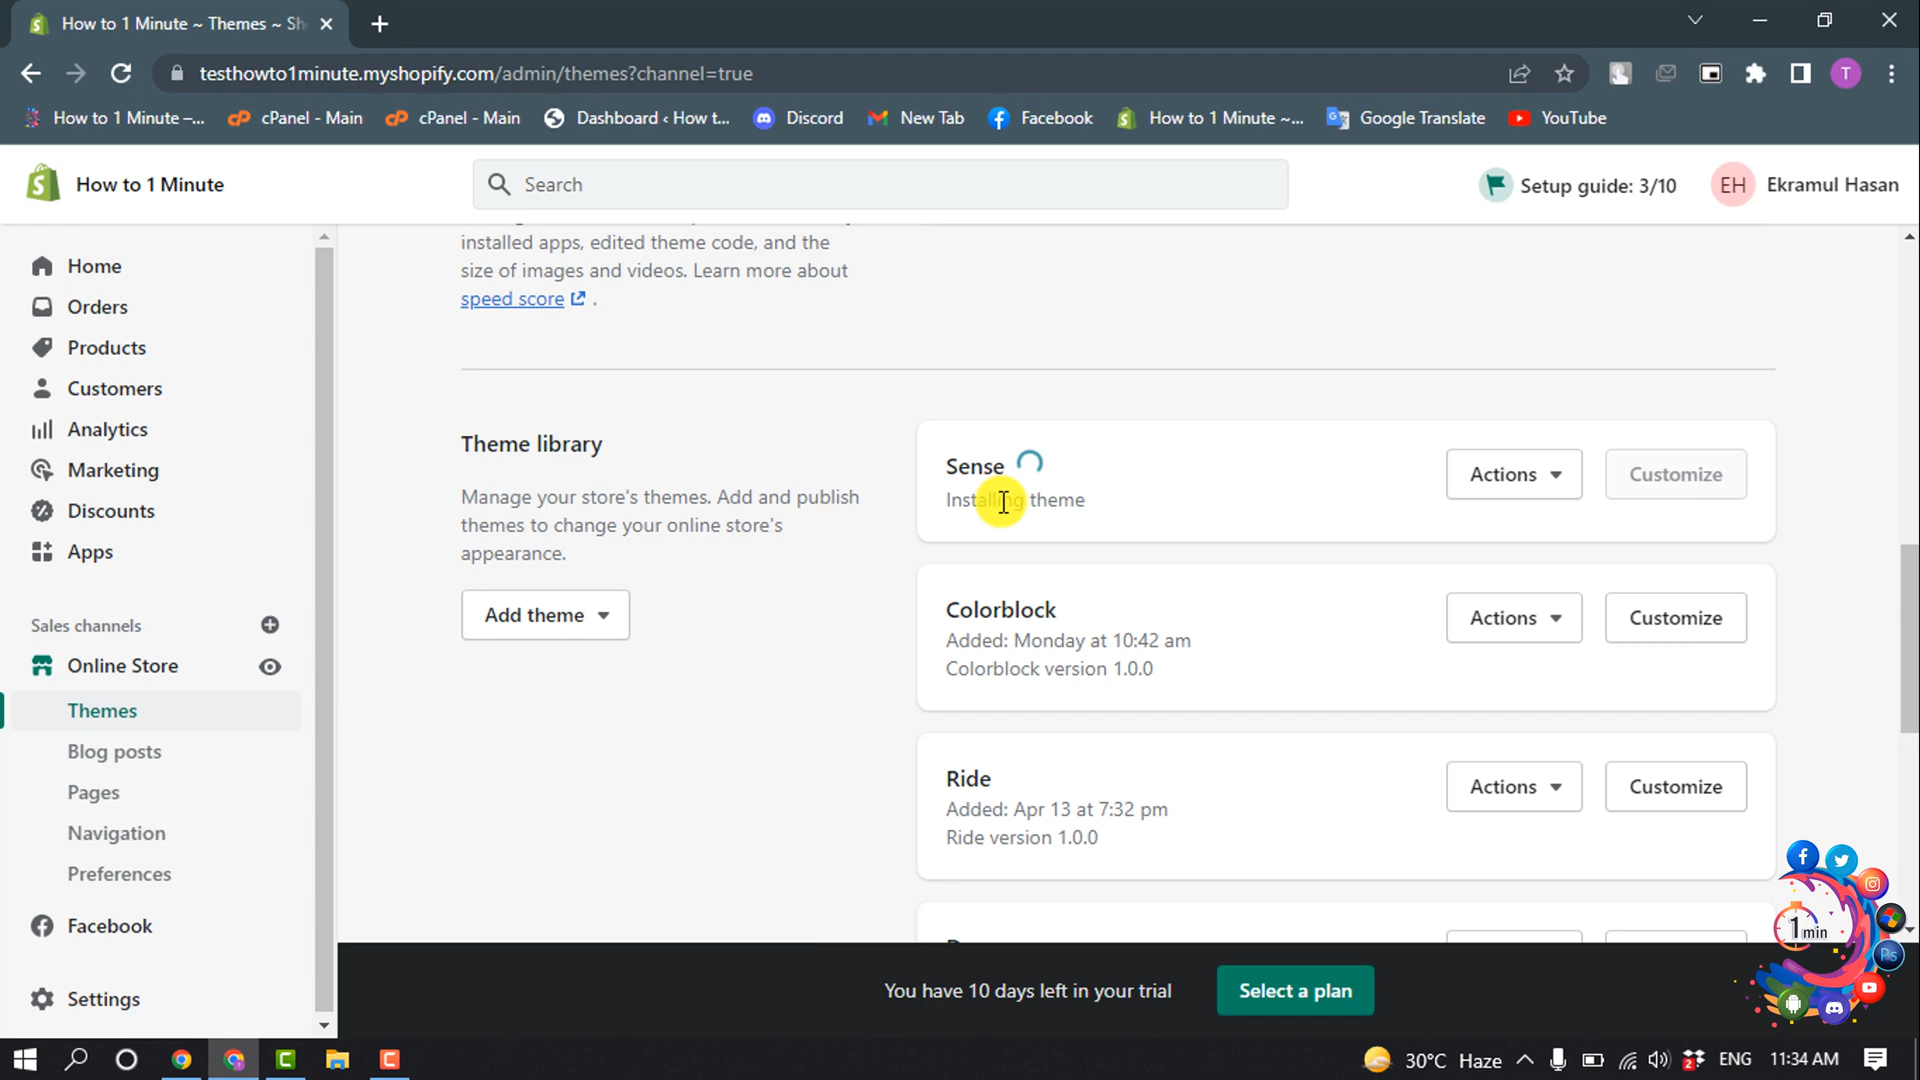 How to 1 Minute ~ Themes ~ Sh
testhowto1minute.myshopify.com/admin/themes?channel=true
T
How to 1 Minute –...
cPanel - Main
cPanel - Main
Dashboard ‹ How t...
Discord
New Tab
Facebook
How to 1 Minute ~...
Google Translate
YouTube
How to 1 Minute
Search
Setup guide: 3/10
EH
Ekramul Hasan
Home
Orders
Products
Customers
Analytics
Marketing
Discounts
Apps
Sales channels
Online Store
Themes
Blog posts
Pages
Navigation
Preferences
Facebook
Settings
installed apps, edited theme code, and the
size of images and videos. Learn more about
speed score .
Theme library
Manage your store's themes. Add and publish
themes to change your online store's
appearance.
Add theme
Sense
Installing theme
Actions
Customize
Colorblock
Added: Monday at 10:42 am
Colorblock version 1.0.0
Actions
Customize
Ride
Added: Apr 13 at 7:32 pm
Ride version 1.0.0
Actions
Customize
You have 10 days left in your trial
Select a plan
1 min
Ps
30°C Haze
2
ENG
11:34 AM